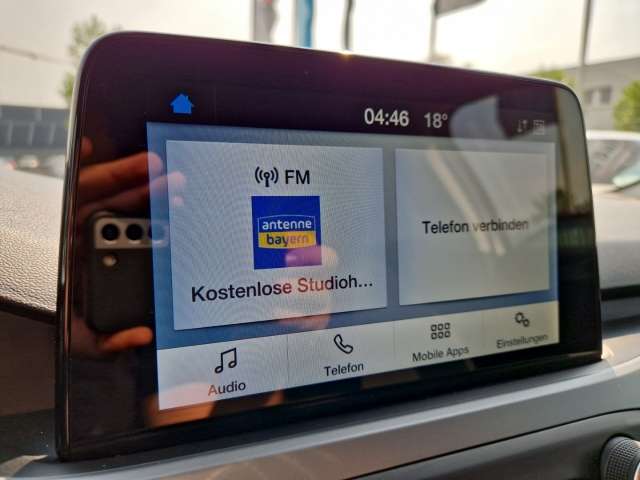 04:46 18°
FM
antenne
bayern
Kostenlose Studioh...
Telefon verbinden
Audio
Telefon
Mobile Apps
Einstellungen